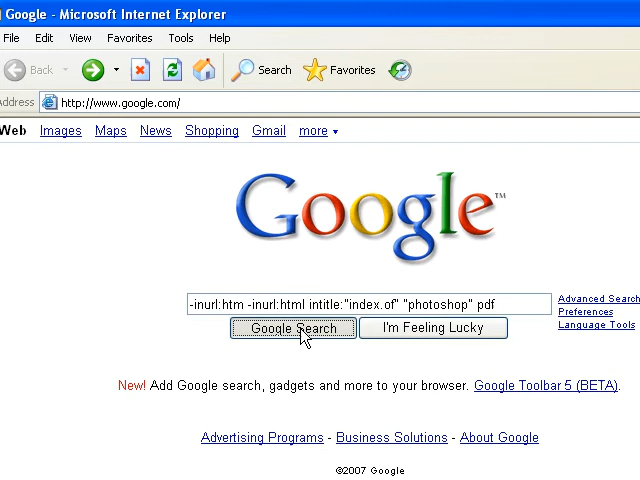 Google - Microsoft Internet Explorer
File Edit View Favorites Tools Help
Back Search Favorites
Address http://www.google.com/
Web Images Maps News Shopping Gmail more ▼
Google™
-inurl:htm -inurl:html intitle:"index.of" "photoshop" pdf
Advanced Search
Preferences
Language Tools
Google Search I'm Feeling Lucky
New! Add Google search, gadgets and more to your browser. Google Toolbar 5 (BETA).
Advertising Programs - Business Solutions - About Google
©2007 Google